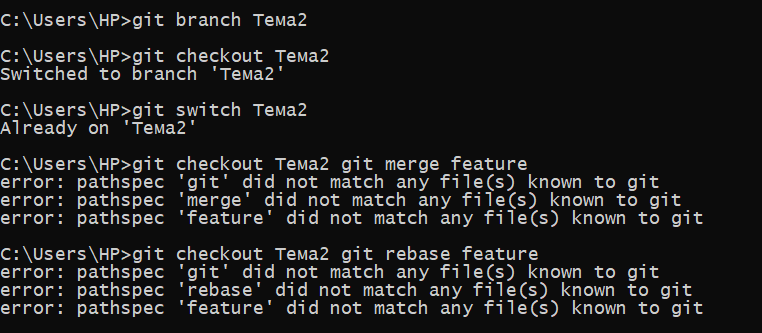 C:\Users\HP>git branch Тема2
C:\Users\HP>git checkout Тема2
Switched to branch 'Тема2'
C:\Users\HP>git switch Тема2
Already on 'Тема2'
C:\Users\HP>git checkout Тема2 git merge feature
error: pathspec 'git' did not match any file(s) known to git
error: pathspec 'merge' did not match any file(s) known to git
error: pathspec 'feature' did not match any file(s) known to git
C:\Users\HP>git checkout Тема2 git rebase feature
error: pathspec 'git' did not match any file(s) known to git
error: pathspec 'rebase' did not match any file(s) known to git
error: pathspec 'feature' did not match any file(s) known to git